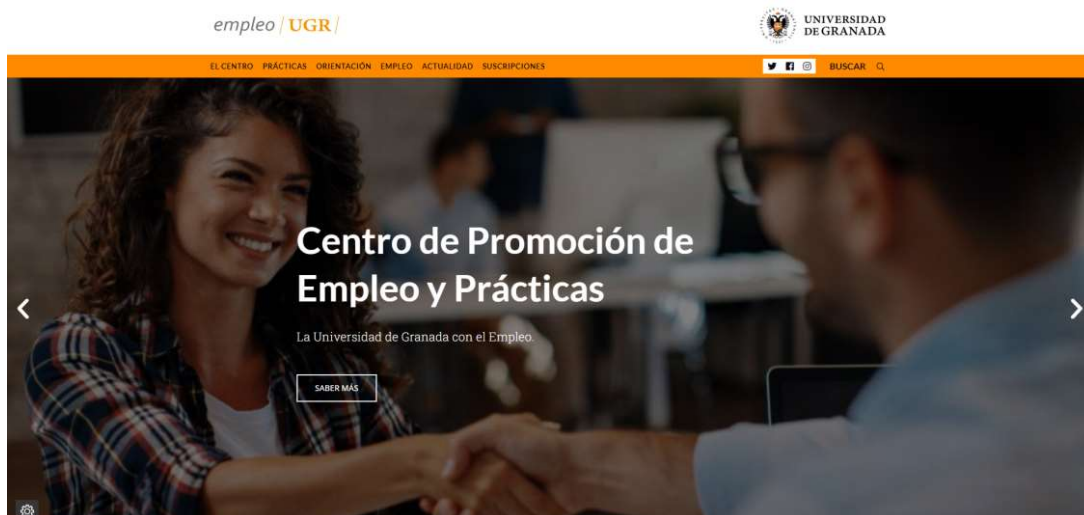 empleo / UGR /
UNIVERSIDAD
DE GRANADA
EL CENTRO PRÁCTICAS ORIENTACIÓN EMPLEO ACTUALIDAD SUSCRIPCIONES
BUSCAR
Centro de Promoción de
Empleo y Prácticas
La Universidad de Granada con el Empleo.
SABER MÁS